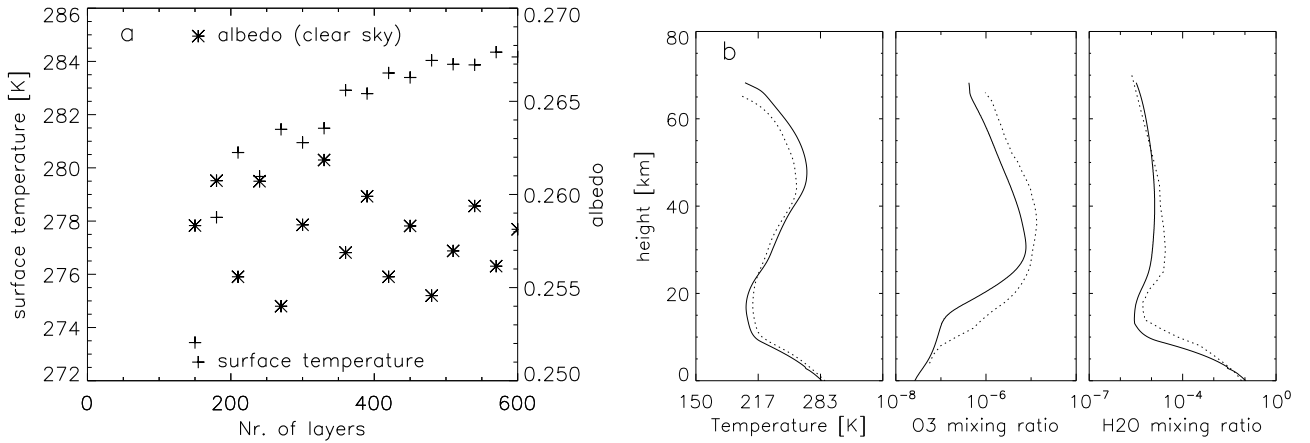 a
albedo (clear sky)
surface temperature
286
284
282
280
278
276
274
272
surface temperature [K]
0
200
400
600
Nr. of layers
0.270
0.265
0.260
0.255
0.250
albedo
b
80
60
40
20
0
height [km]
150
217
283
Temperature [K]
10^-8
10^-6
O3 mixing ratio
10^-7
10^-4
10^0
H2O mixing ratio